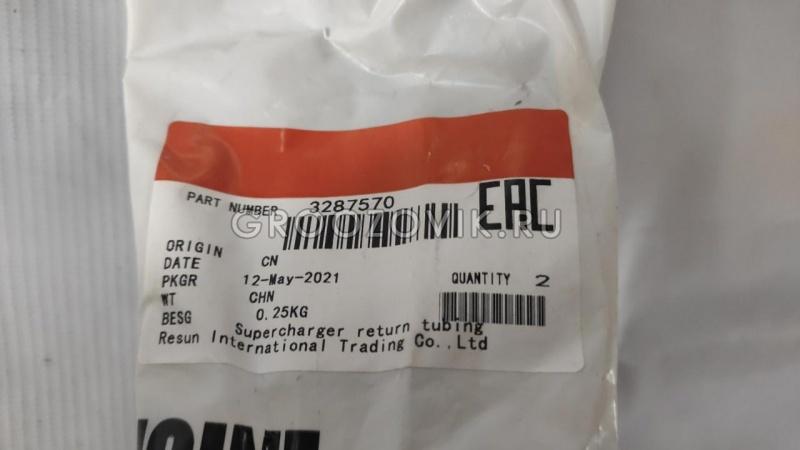 PART NUMBER 3287570
EAC
GROOZOVIK.RU
ORIGIN CN
DATE 12-May-2021
PKGR CHN
QUANTITY 2
WT 0.25KG
BESG Supercharger return tubing
Resun International Trading Co.,Ltd